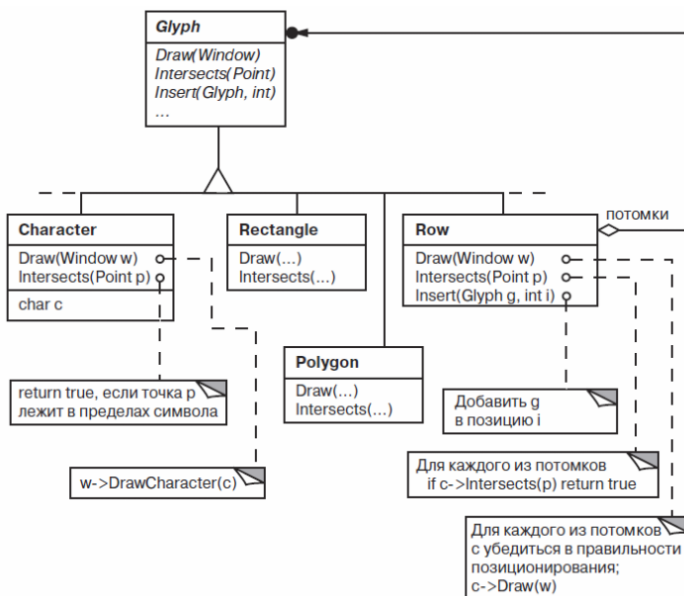 Glyph
Draw(Window)
Intersects(Point)
Insert(Glyph, int)
...
потомки
Character
Draw(Window w)
Intersects(Point p)
char c
Rectangle
Draw(...)
Intersects(...)
Row
Draw(Window w)
Intersects(Point p)
Insert(Glyph g, int i)
Polygon
Draw(...)
Intersects(...)
return true, если точка p
лежит в пределах символа
Добавить g
в позицию i
w->DrawCharacter(c)
Для каждого из потомков
if c->Intersects(p) return true
Для каждого из потомков
с убедиться в правильности
позиционирования;
c->Draw(w)